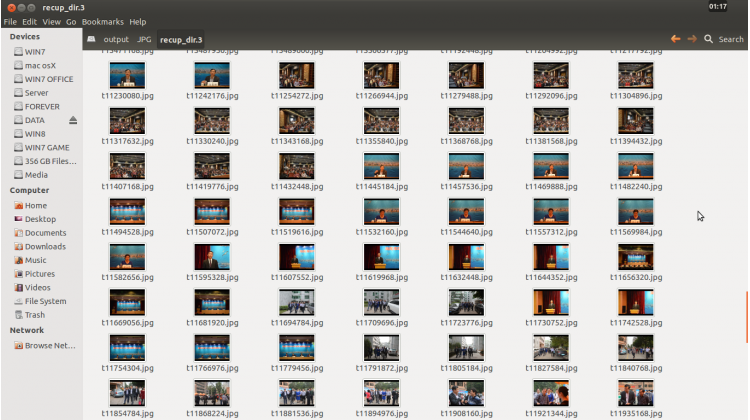 recup_dir.3
01:17
File Edit View Go Bookmarks Help
Devices
WIN7
mac osX
WIN7 OFFICE
Server
FOREVER
DATA
WIN8
WIN7 GAME
356 GB Files...
Media
Computer
Home
Desktop
Documents
Downloads
Music
Pictures
Videos
File System
Trash
Network
Browse Net...
output JPG recup_dir.3 Search
t11230080.jpg t11242176.jpg t11254272.jpg t11266944.jpg t11279488.jpg t11292096.jpg t11304896.jpg
t11317632.jpg t11330240.jpg t11343168.jpg t11355840.jpg t11368768.jpg t11381568.jpg t11394432.jpg
t11407168.jpg t11419776.jpg t11432448.jpg t11445184.jpg t11457536.jpg t11469888.jpg t11482240.jpg
t11494528.jpg t11507072.jpg t11519616.jpg t11532160.jpg t11544640.jpg t11557312.jpg t11569984.jpg
t11582656.jpg t11595328.jpg t11607552.jpg t11619968.jpg t11632448.jpg t11644352.jpg t11656320.jpg
t11669056.jpg t11681920.jpg t11694784.jpg t11709696.jpg t11723776.jpg t11730752.jpg t11742528.jpg
t11754304.jpg t11766976.jpg t11779456.jpg t11791872.jpg t11805184.jpg t11827584.jpg t11840768.jpg
t11854784.jpg t11868224.jpg t11881536.jpg t11894976.jpg t11908160.jpg t11921344.jpg t11935168.jpg